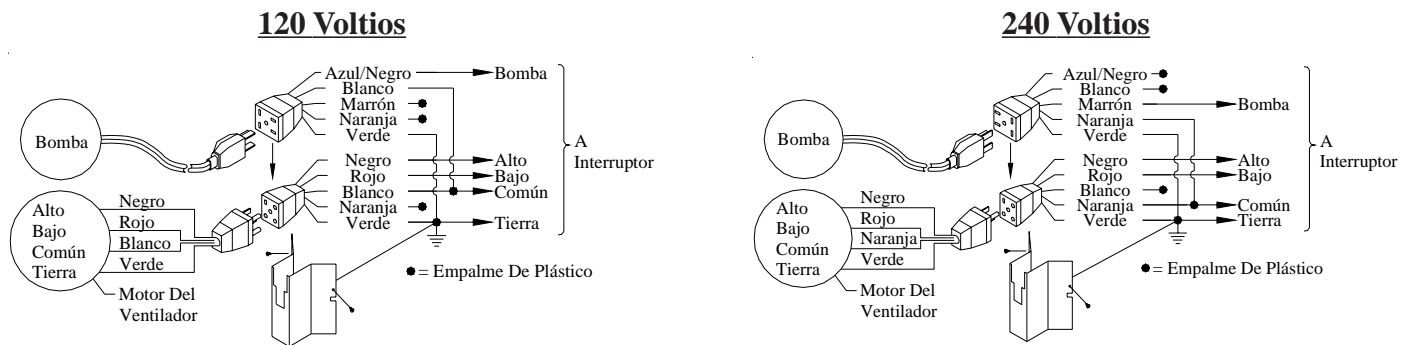 120 Voltios
Azul/Negro
Bomba
Blanco
Marrón
Naranja
Verde
Bomba
A
Interruptor
Negro
Alto
Rojo
Bajo
Blanco
Común
Naranja
Verde
Tierra
Negro
Alto
Rojo
Bajo
Blanco
Común
Verde
Tierra
= Empalme De Plástico
Motor Del
Ventilador
240 Voltios
Azul/Negro
Blanco
Marrón
Bomba
Naranja
Verde
Bomba
A
Interruptor
Negro
Alto
Rojo
Bajo
Blanco
Naranja
Común
Verde
Tierra
Negro
Alto
Rojo
Bajo
Naranja
Común
Verde
Tierra
= Empalme De Plástico
Motor Del
Ventilador